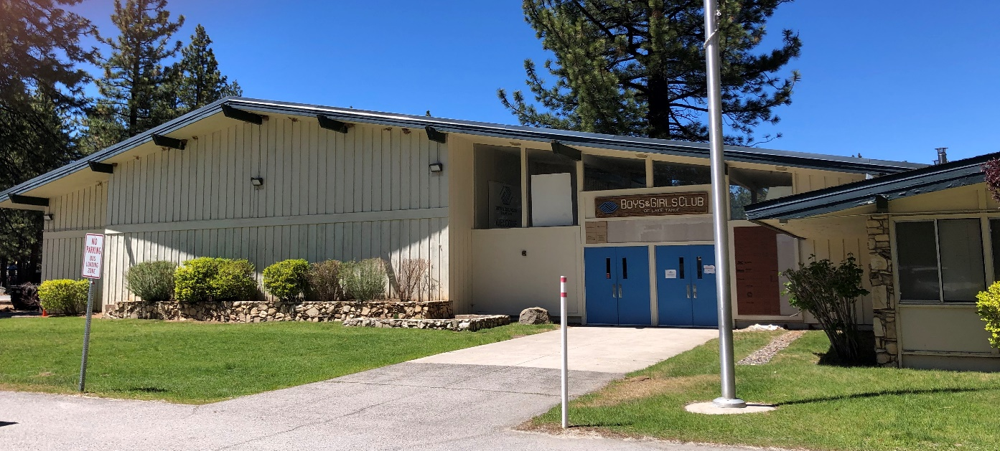 NO
PARKING
BUS
LOADING
ZONE
BOYS & GIRLS CLUB
OF LAKE TAHOE
WELCOME